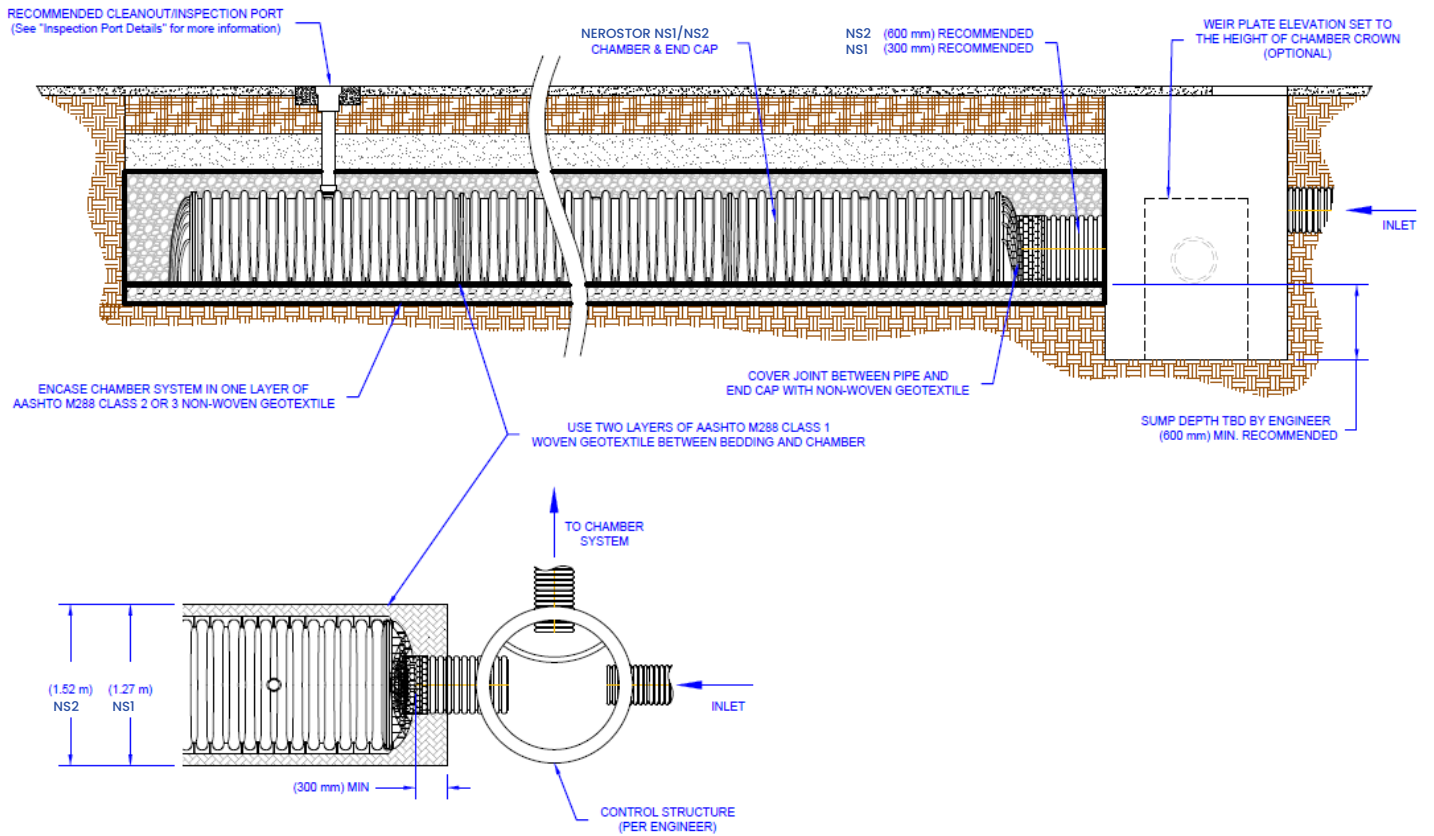 RECOMMENDED CLEANOUT/INSPECTION PORT
(See "Inspection Port Details" for more information)
NEROSTOR NS1/NS2
CHAMBER & END CAP
NS2 (600 mm) RECOMMENDED
NS1 (300 mm) RECOMMENDED
WEIR PLATE ELEVATION SET TO
THE HEIGHT OF CHAMBER CROWN
(OPTIONAL)
INLET
ENCASE CHAMBER SYSTEM IN ONE LAYER OF
AASHTO M288 CLASS 2 OR 3 NON-WOVEN GEOTEXTILE
COVER JOINT BETWEEN PIPE AND
END CAP WITH NON-WOVEN GEOTEXTILE
USE TWO LAYERS OF AASHTO M288 CLASS 1
WOVEN GEOTEXTILE BETWEEN BEDDING AND CHAMBER
SUMP DEPTH TBD BY ENGINEER
(600 mm) MIN. RECOMMENDED
TO CHAMBER
SYSTEM
(1.52 m)
NS2
(1.27 m)
NS1
INLET
(300 mm) MIN
CONTROL STRUCTURE
(PER ENGINEER)